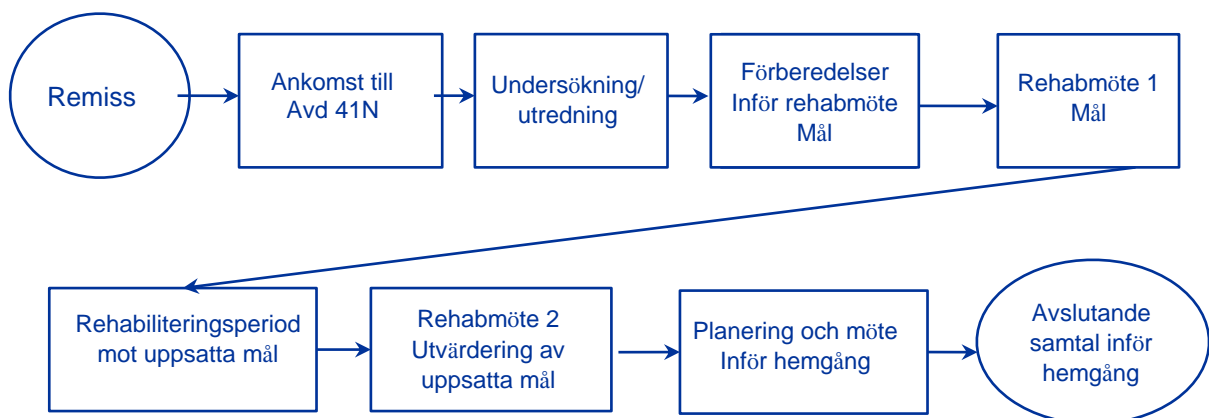 Remiss
Ankomst till
Avd 41N
Undersökning/
utredning
Förberedelser
Inför rehabmöte
Mål
Rehabmöte 1
Mål
Rehabiliteringsperiod
mot uppsatta mål
Rehabmöte 2
Utvärdering av
uppsatta mål
Planering och möte
Inför hemgång
Avslutande
samtal inför
hemgång